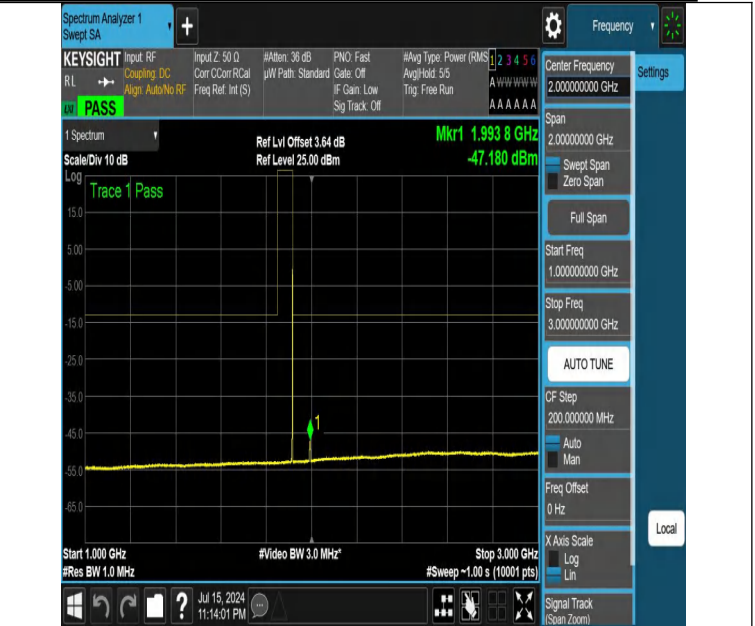 Spectrum Analyzer 1
Swept SA
+
Frequency
KEYSIGHT
RL
PASS
Input: RF
Coupling: DC
Align: Auto/No RF
Input Z: 50 Ω
Corr CCorr RCal
Freq Ref: Int (S)
#Atten: 36 dB
µW Path: Standard
PNO: Fast
Gate: Off
IF Gain: Low
Sig Track: Off
#Avg Type: Power (RMS
Avg|Hold: 5/5
Trig: Free Run
1 2 3 4 5 6
A W W W W W
A A A A A A
1 Spectrum
Scale/Div 10 dB
Ref Lvl Offset 3.64 dB
Ref Level 25.00 dBm
Mkr1 1.993 8 GHz
-47.180 dBm
Log
Trace 1 Pass
15.0
5.00
-5.00
-15.0
-25.0
-35.0
-45.0
-55.0
-65.0
1
Start 1.000 GHz
#Res BW 1.0 MHz
#Video BW 3.0 MHz*
Stop 3.000 GHz
#Sweep ~1.00 s (10001 pts)
?
Jul 15, 2024
11:14:01 PM
Center Frequency
2.000000000 GHz
Settings
Span
2.00000000 GHz
Swept Span
Zero Span
Full Span
Start Freq
1.000000000 GHz
Stop Freq
3.000000000 GHz
AUTO TUNE
CF Step
200.000000 MHz
Auto
Man
Freq Offset
0 Hz
X Axis Scale
Log
Lin
Local
Signal Track
(Span Zoom)